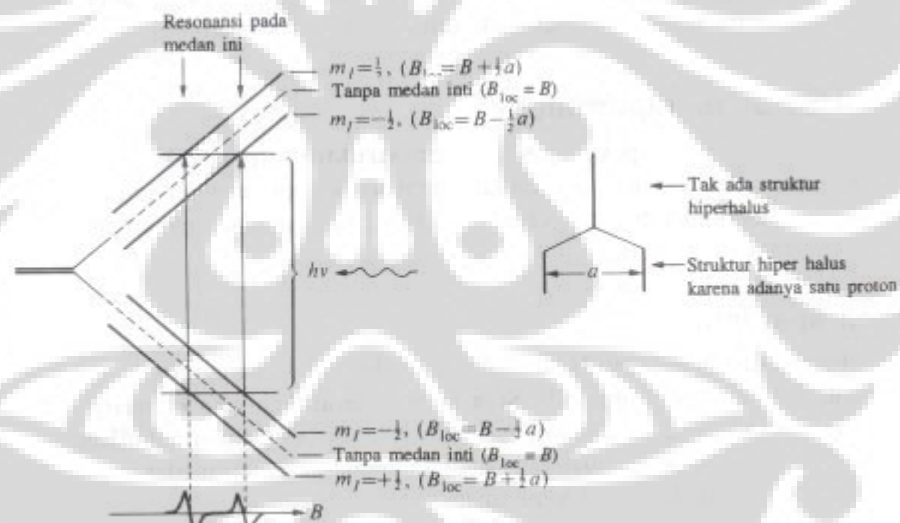 Resonansi pada
medan ini
m_I = ½, (B_loc = B + ½a)
Tanpa medan inti (B_loc = B)
m_I = -½, (B_loc = B - ½a)
Tak ada struktur
hiperhalus
hν
a
Struktur hiper halus
karena adanya satu proton
m_I = -½, (B_loc = B - ½a)
Tanpa medan inti (B_loc = B)
m_I = +½, (B_loc = B + ½a)
B